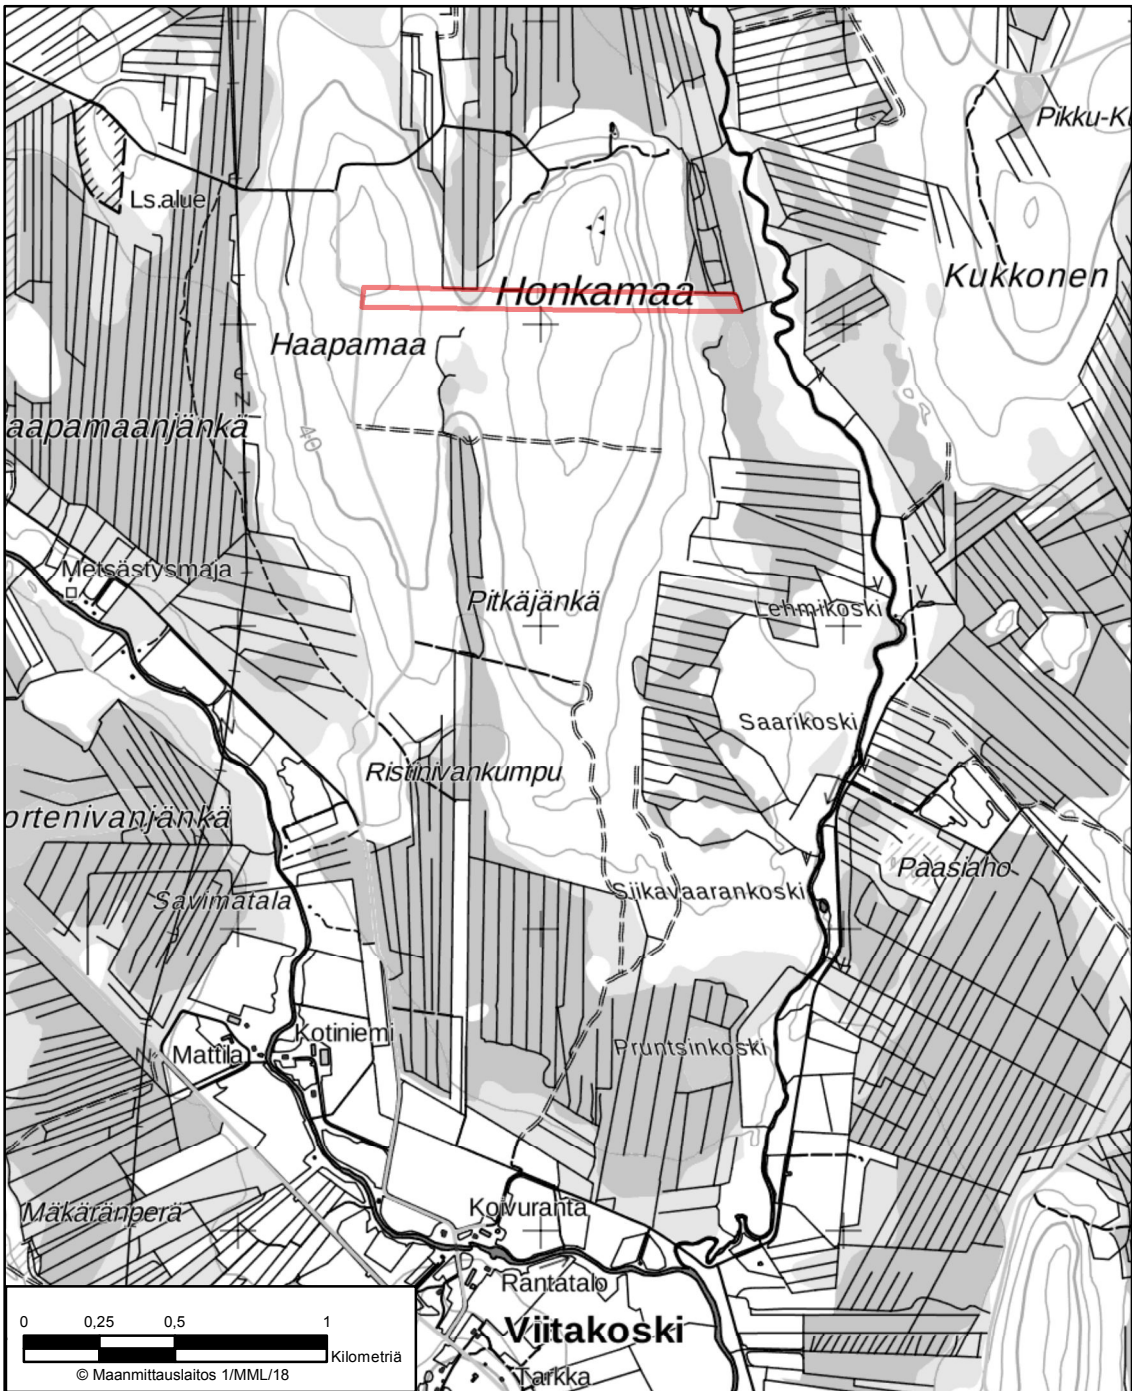 Pikku-K
Ls.alue
Kukkonen
Honkamaa
Haapamaa
40
aapamaanjänkä
Metsästysmaja
Pitkäjänkä
Lehmikoski
Saarikoski
Ristinivankumpu
ortenivanjänkä
Paasiaho
Siikavaarankoski
Savimatala
Kotiniemi
Mattila
Pruntsinkoski
Koivuranta
Mäkäränperä
Rantatalo
Viitakoski
Tarkka
0 0,25 0,5 1
Kilometriä
© Maanmittauslaitos 1/MML/18